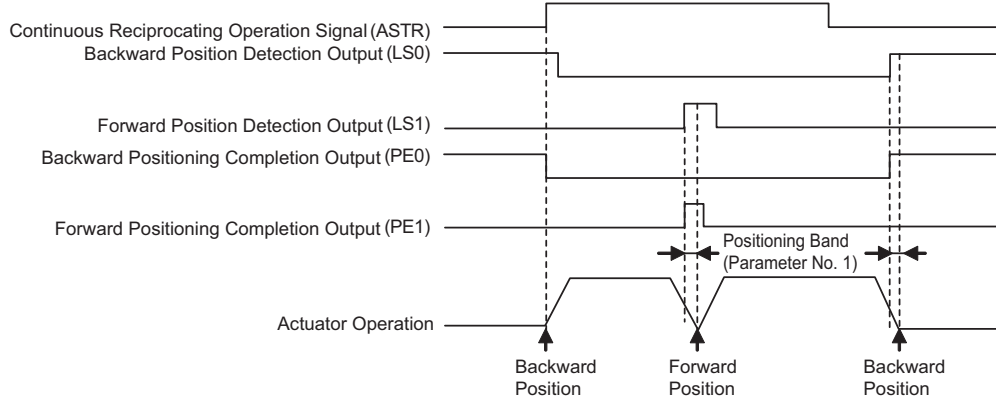 Continuous Reciprocating Operation Signal (ASTR)
Backward Position Detection Output (LS0)
Forward Position Detection Output (LS1)
Backward Positioning Completion Output (PE0)
Forward Positioning Completion Output (PE1)
Positioning Band
(Parameter No. 1)
Actuator Operation
Backward
Position
Forward
Position
Backward
Position